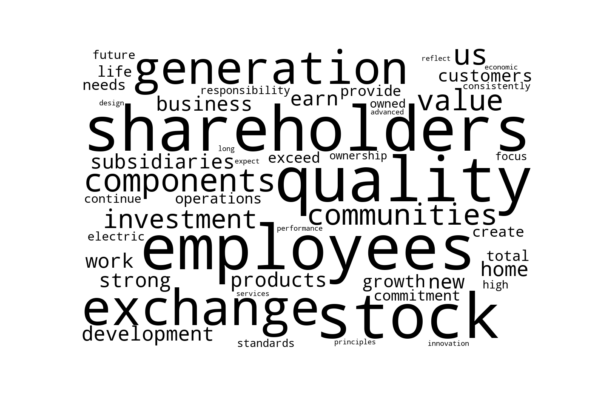 future
reflect
us
economic
life
generation
customers
needs
responsibility
provide
consistently
design
business
earn
owned
value
advanced
shareholders
long
subsidiaries
expect
exceed
ownership
focus
components
quality
continue
operations
investment
communities
performance
create
electric
employees
work
total
home
strong
products
growth
new
high
services
commitment
exchange
stock
development
standards
principles
innovation